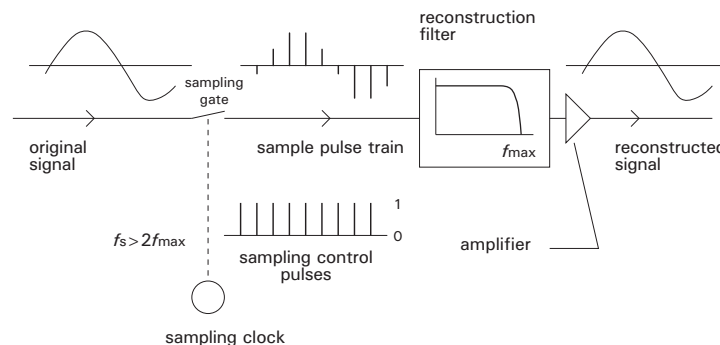 reconstruction
filter
sampling
gate
original
signal
sample pulse train
fmax
reconstructed
signal
fs>2fmax
1
0
sampling control
pulses
amplifier
sampling clock